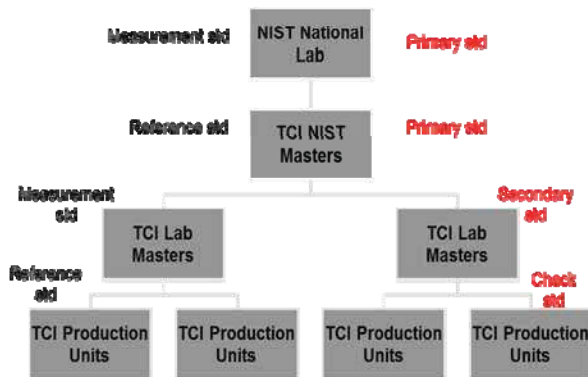 Measurement std
NIST National
Lab
Primary std
Reference std
TCI NIST
Masters
Primary std
Measurement
std
TCI Lab
Masters
TCI Lab
Masters
Secondary
std
Reference
std
Check
std
TCI Production
Units
TCI Production
Units
TCI Production
Units
TCI Production
Units